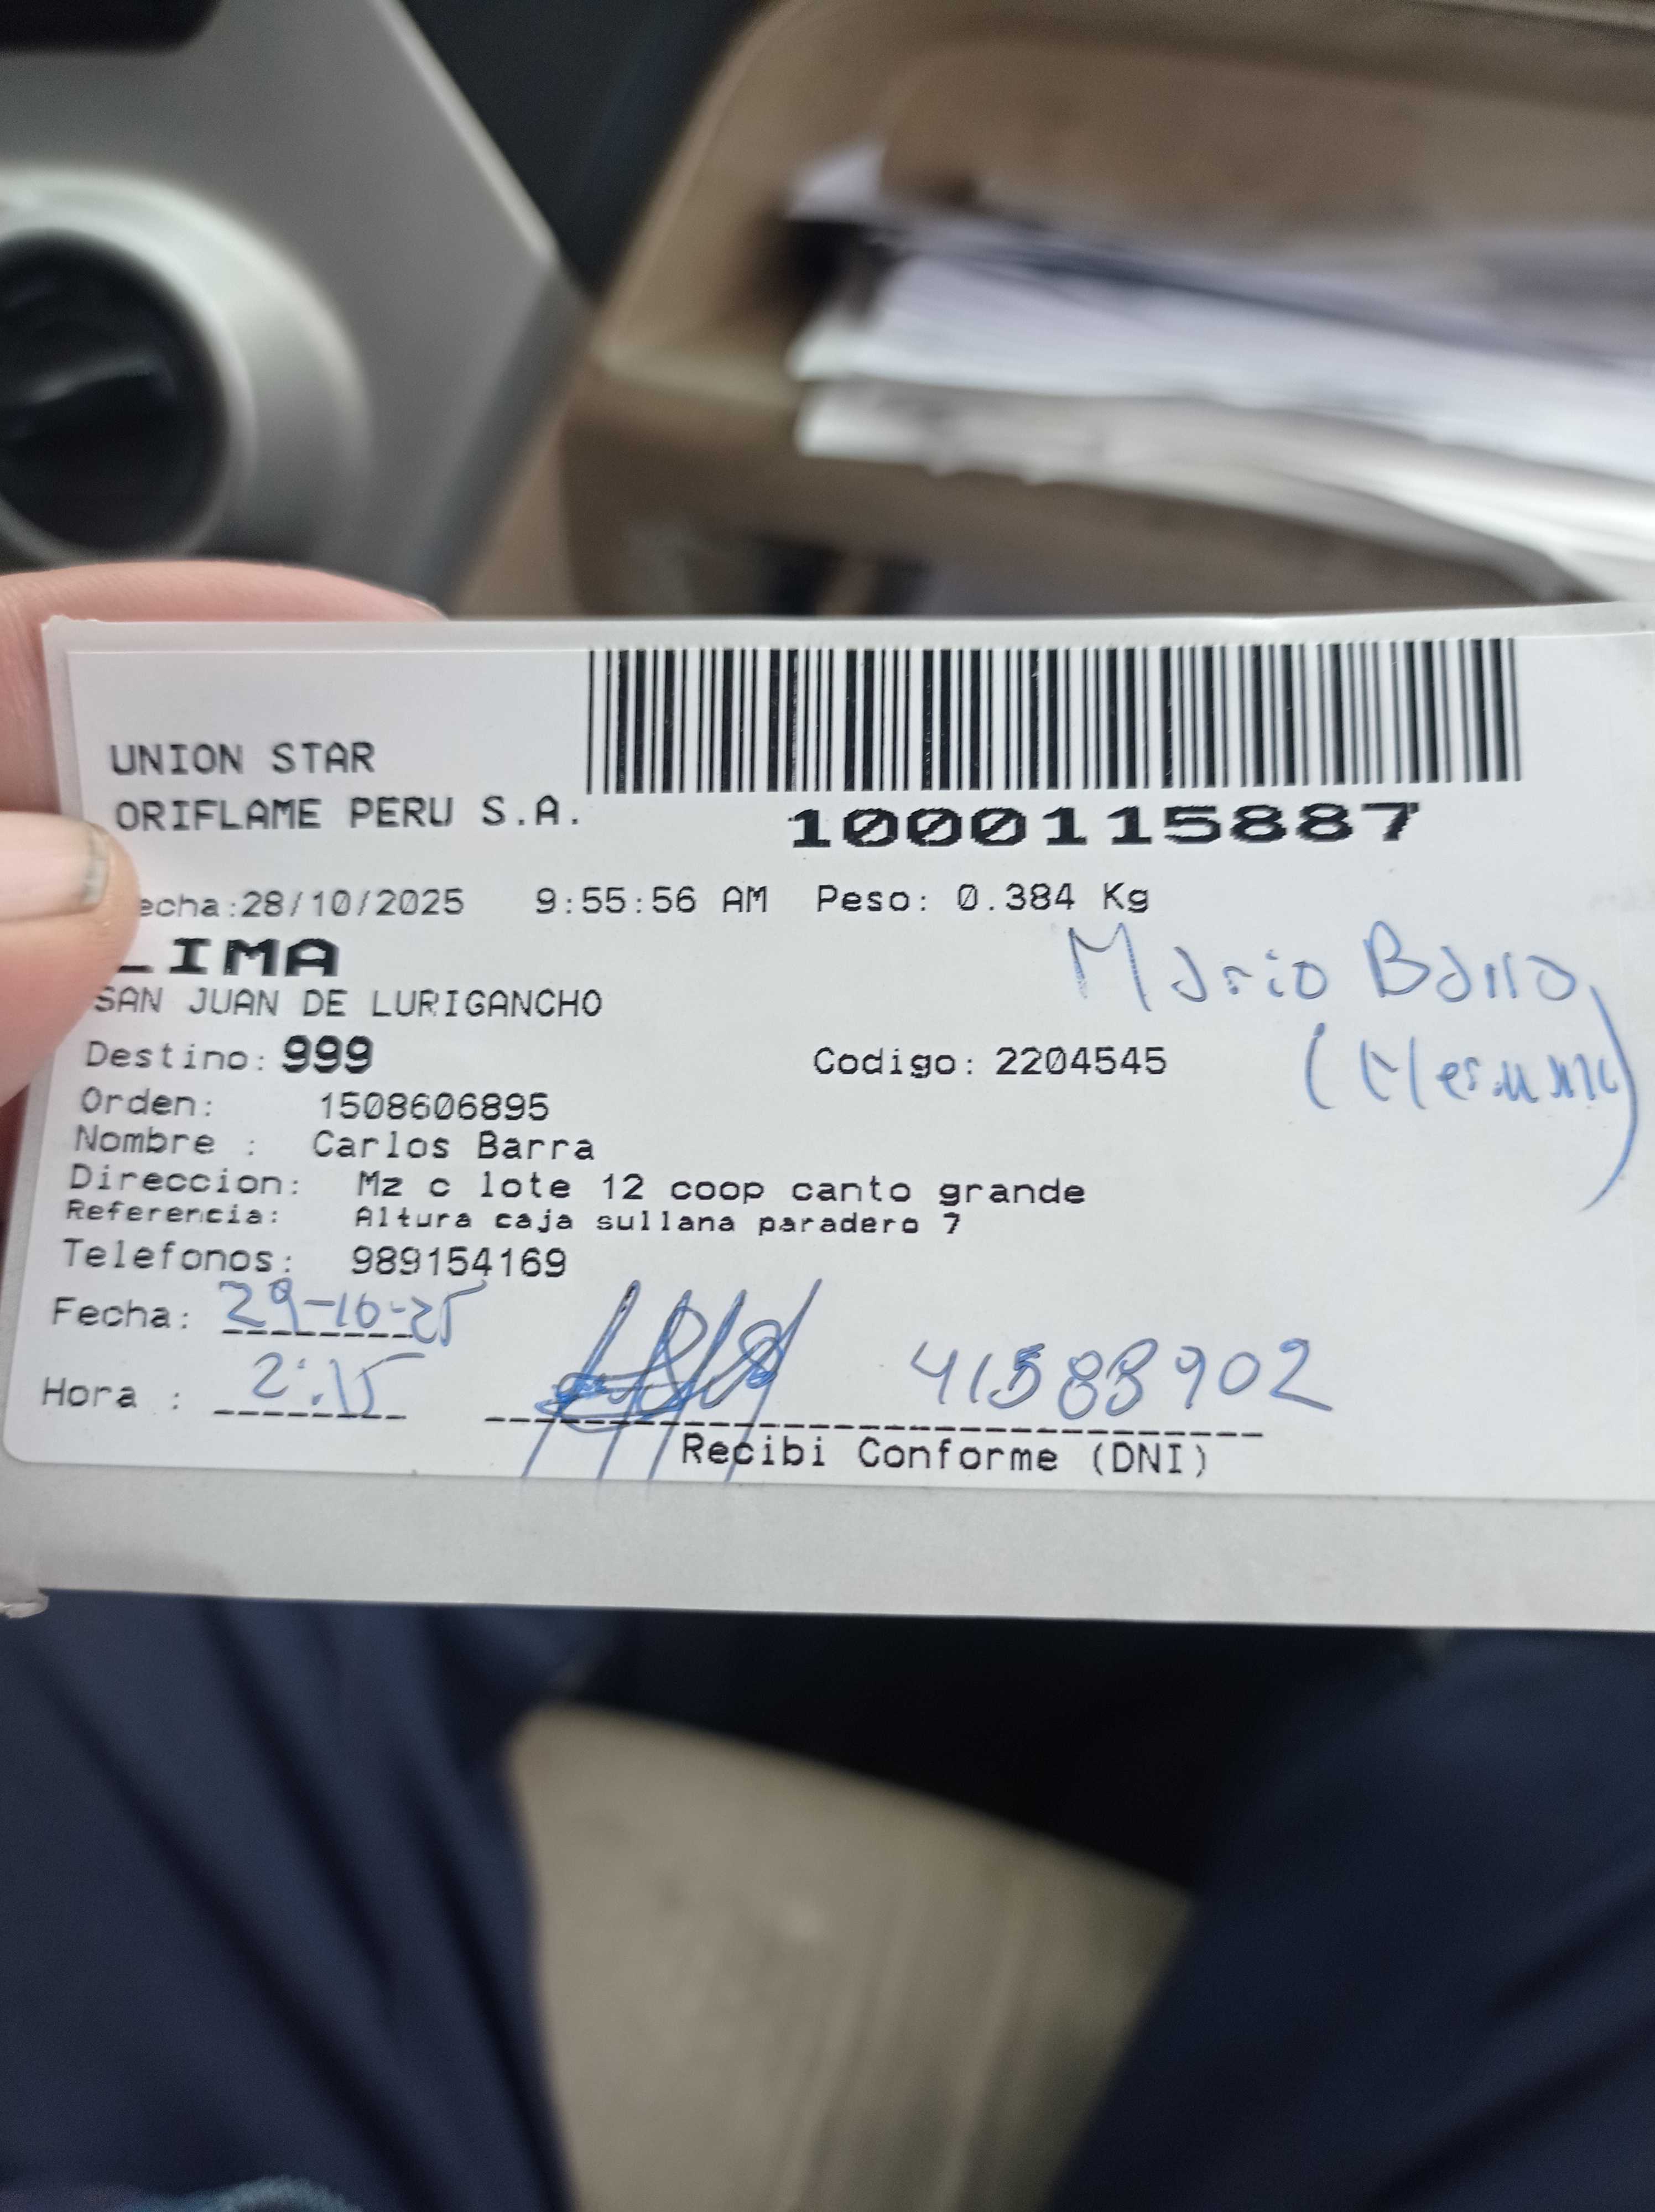 UNION STAR
ORIFLAME PERU S.A.
1000115887
echa:28/10/2025 9:55:56 AM Peso: 0.384 Kg
LIMA
SAN JUAN DE LURIGANCHO
Mario Barra
Destino: 999 Codigo: 2204545
Orden: 1508606895
Nombre : Carlos Barra
Direccion: Mz c lote 12 coop canto grande
Referencia: Altura caja sullana paradero 7
Telefonos: 989154169
Fecha: 29-10-25
Hora : 2:15 41588902
Recibi Conforme (DNI)